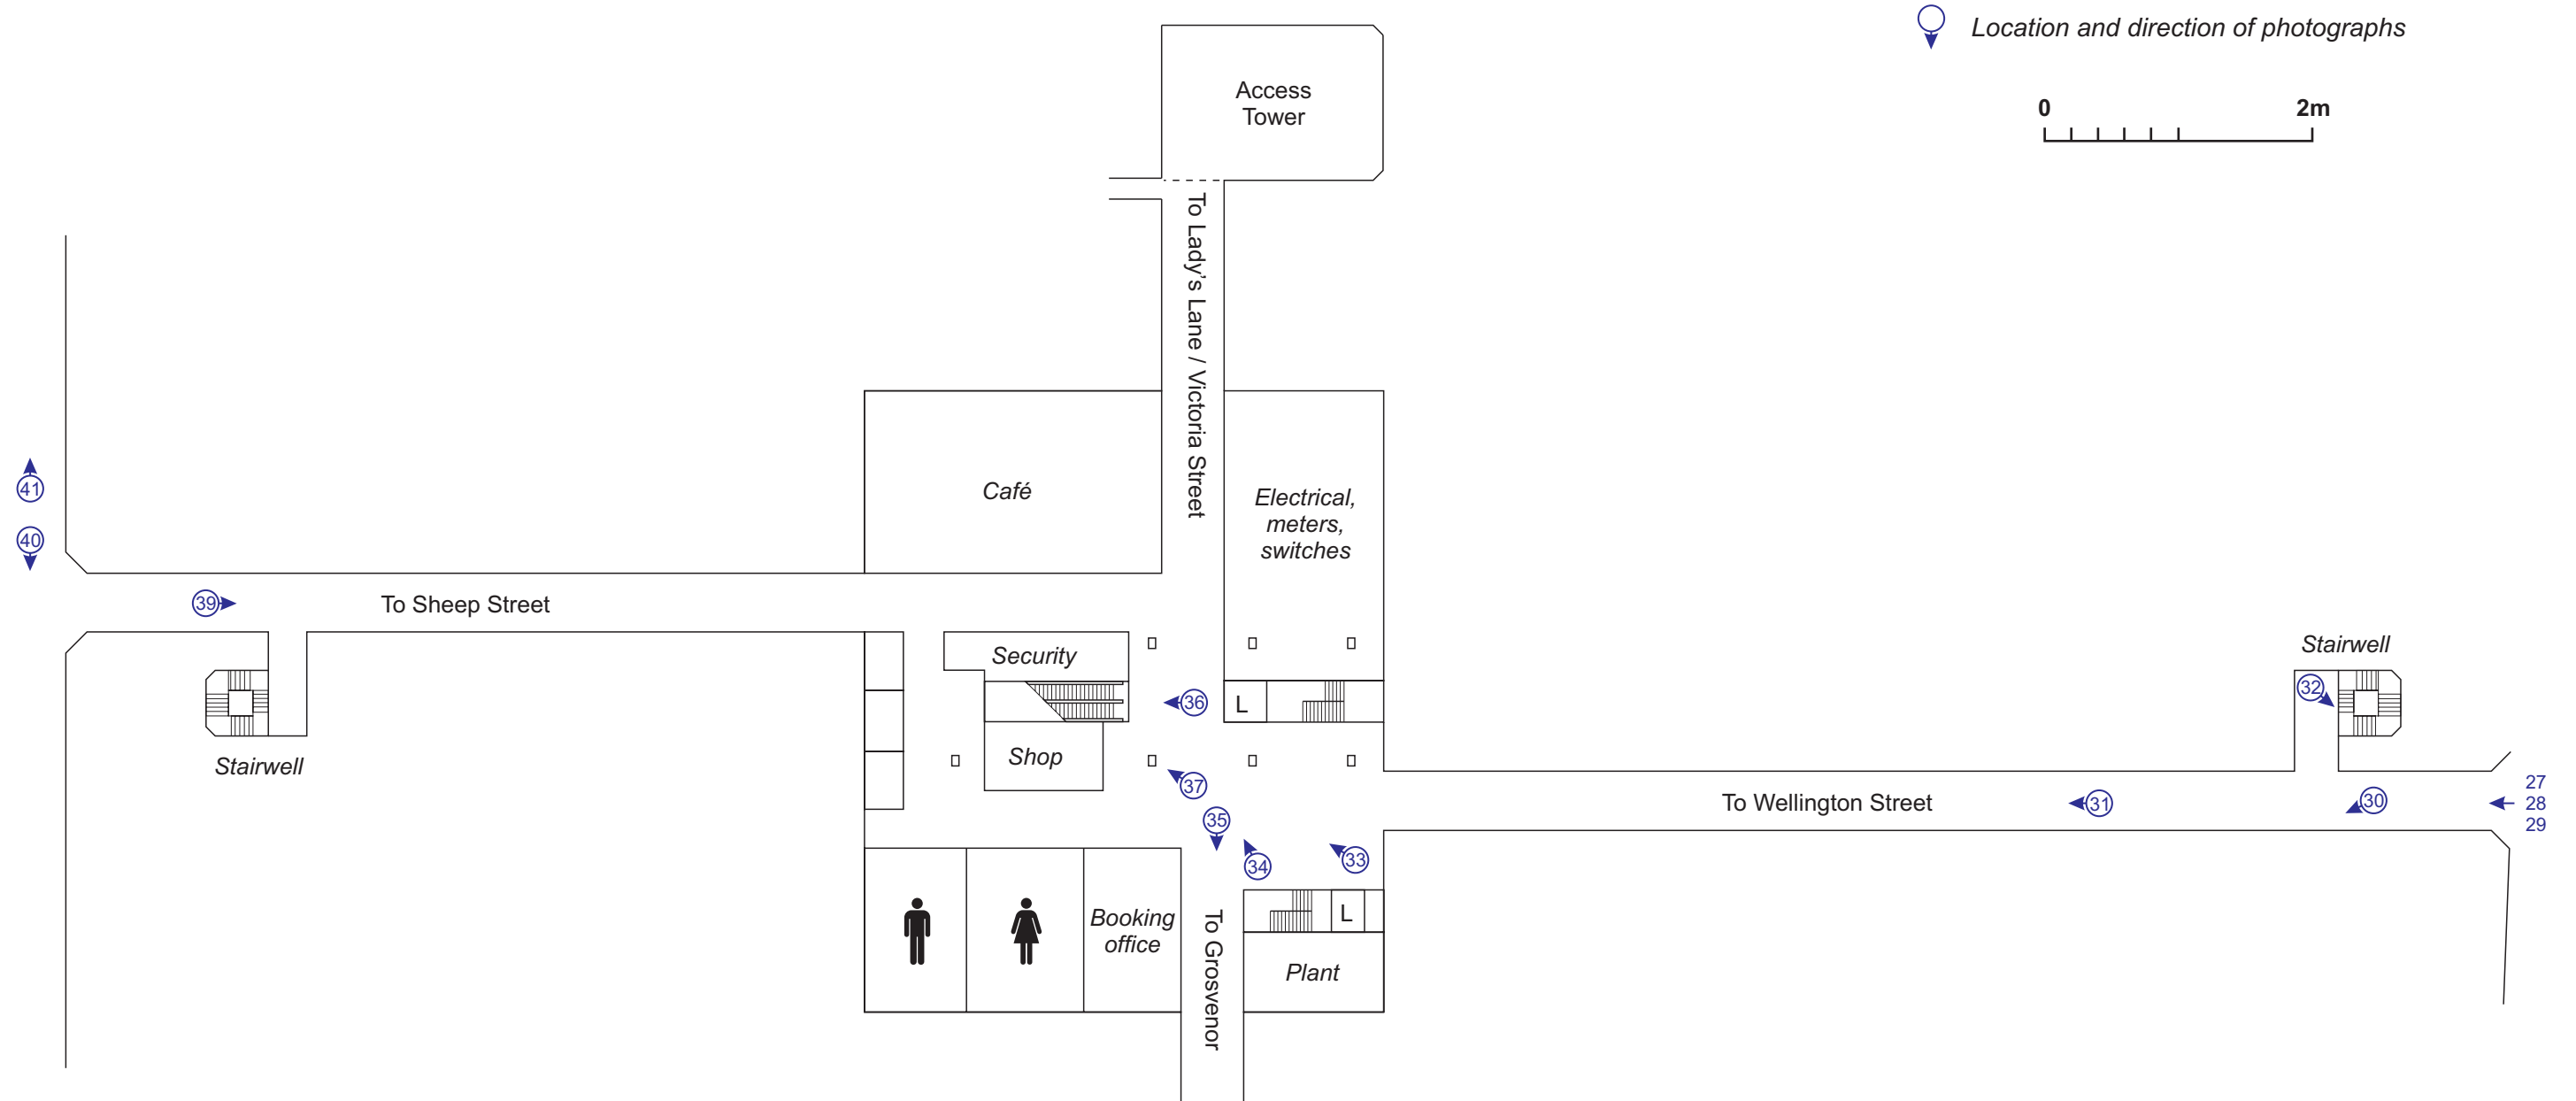 Location and direction of photographs
0 2m
Access
Tower
To Lady's Lane / Victoria Street
Café
Electrical,
meters,
switches
41
40
39
To Sheep Street
Stairwell
Security
Shop
36
L
37
35
34
33
To Wellington Street
31
30
32
Stairwell
27
28
29
Booking
office
To Grosvenor
L
Plant